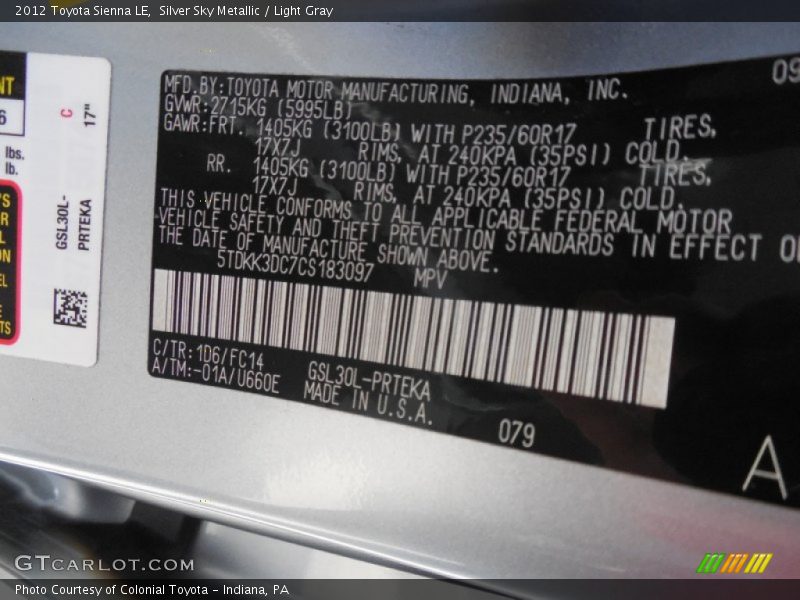 2012 Toyota Sienna LE, Silver Sky Metallic / Light Gray
09
MFD.BY:TOYOTA MOTOR MANUFACTURING, INDIANA, INC.
GVWR:2715KG (5995LB)
GAWR:FRT. 1405KG (3100LB) WITH P235/60R17 TIRES,
17X7J RIMS, AT 240KPA (35PSI) COLD.
RR. 1405KG (3100LB) WITH P235/60R17 TIRES,
17X7J RIMS, AT 240KPA (35PSI) COLD.
THIS VEHICLE CONFORMS TO ALL APPLICABLE FEDERAL MOTOR
VEHICLE SAFETY AND THEFT PREVENTION STANDARDS IN EFFECT
THE DATE OF MANUFACTURE SHOWN ABOVE.
5TDKK3DC7CS183097 MPV
C/TR:1D6/FC14
A/TM:-01A/U660E
GSL30L-PRTEKA
MADE IN U.S.A.
079
A
NT
6
lbs.
lb.
C
17"
GSL30L-
PRTEKA
GTCARLOT.COM
Photo Courtesy of Colonial Toyota - Indiana, PA